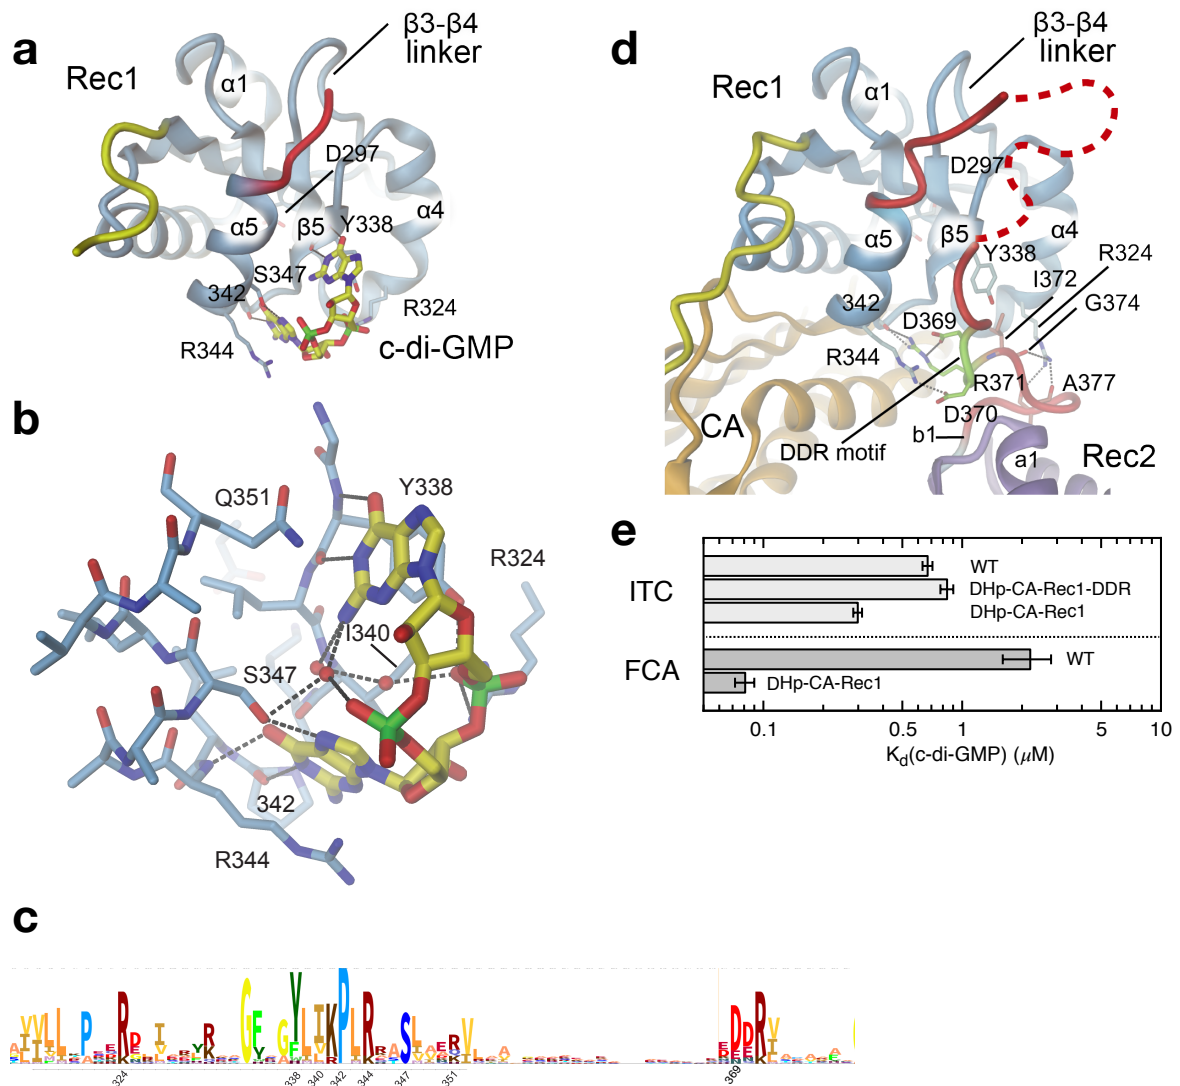 a
β3-β4
linker
Rec1
α1
D297
α5
β5
Y338
α4
S347
342
R324
R344
c-di-GMP
b
Q351
Y338
R324
I340
S347
342
R344
c
324
338
340
342
344
347
351
369
d
β3-β4
linker
Rec1
α1
D297
α5
β5
α4
Y338
R324
I372
342
G374
D369
R344
R371
A377
D370
CA
b1
DDR motif
a1
Rec2
e
ITC
WT
DHp-CA-Rec1-DDR
DHp-CA-Rec1
FCA
WT
DHp-CA-Rec1
0.1
0.5
1
5
10
Kd(c-di-GMP) (μM)